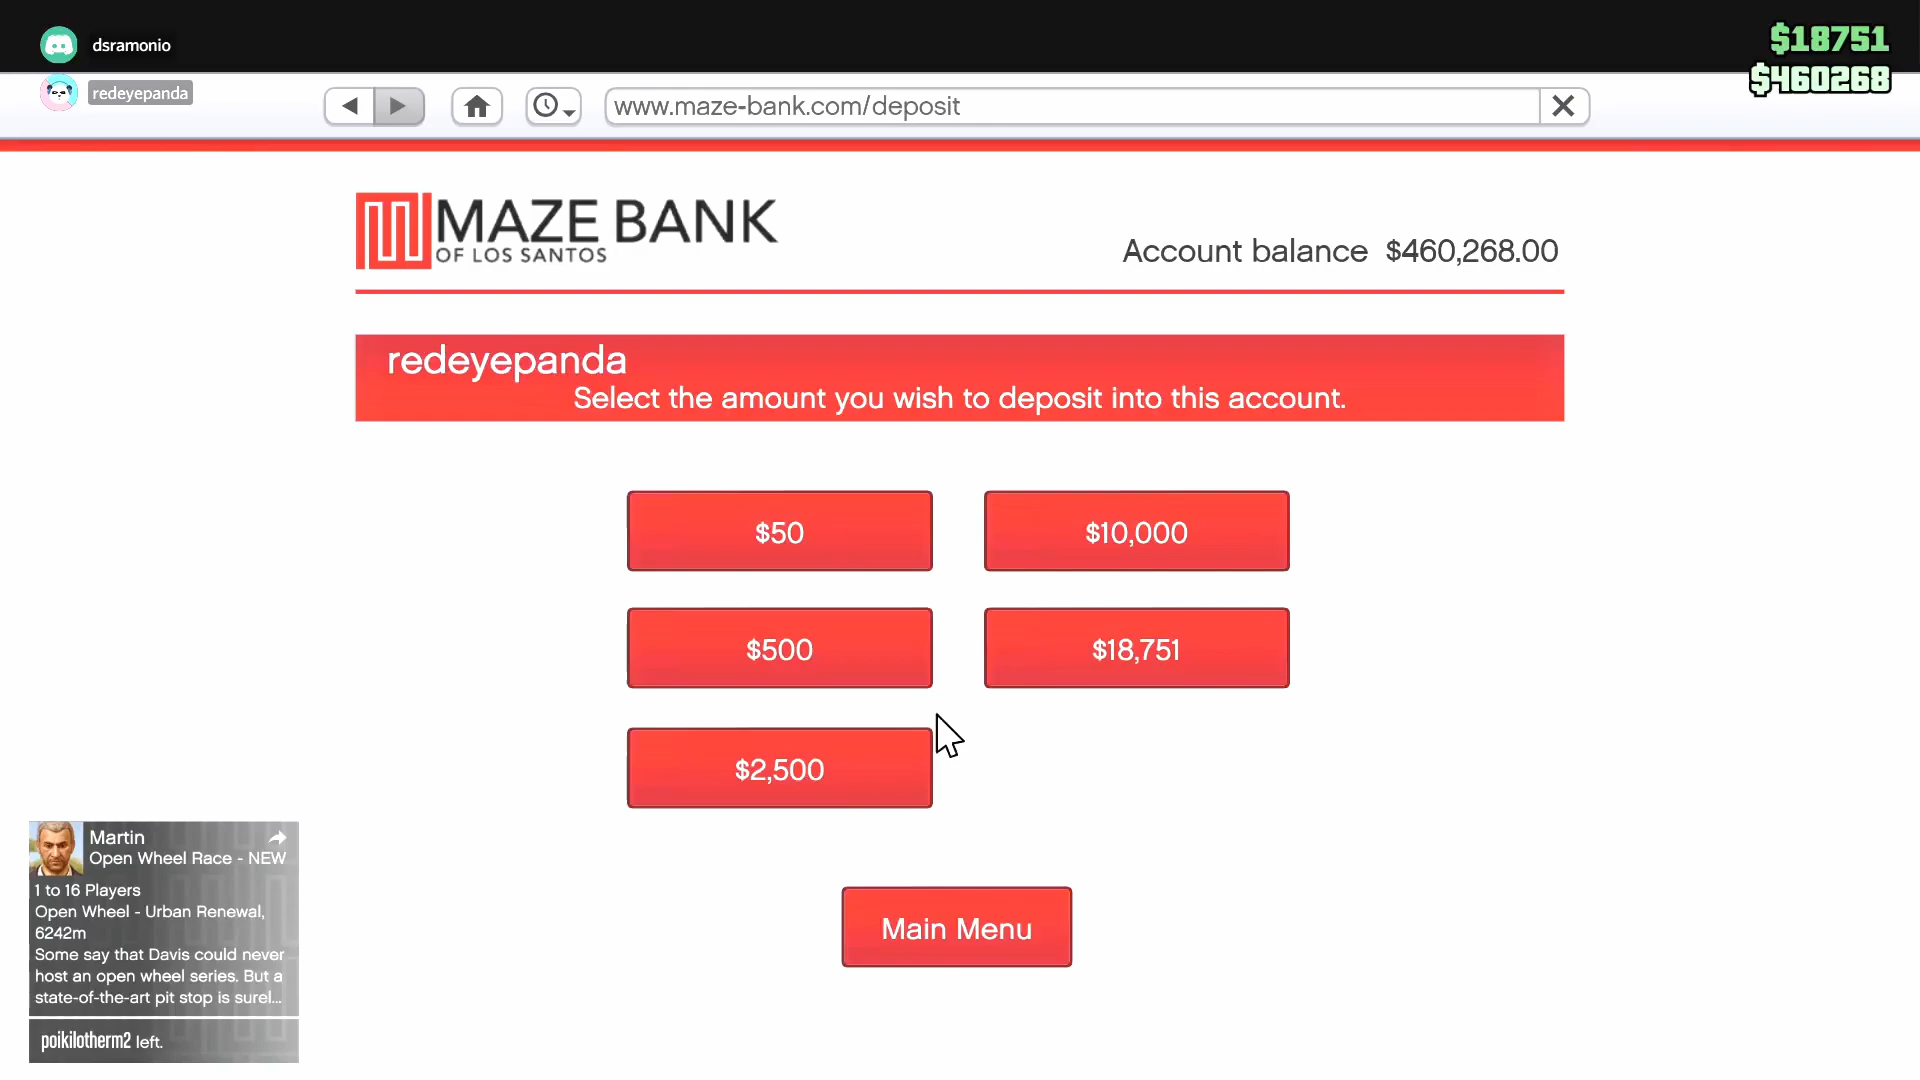 dsramonio
$18751
redeyepanda
$460268
www.maze-bank.com/deposit
MAZE BANK
OF LOS SANTOS
Account balance $460,268.00
redeyepanda
Select the amount you wish to deposit into this account.
$50
$10,000
$500
$18,751
$2,500
Main Menu
Martin
Open Wheel Race - NEW
1 to 16 Players
Open Wheel - Urban Renewal,
6242m
Some say that Davis could never
host an open wheel series. But a
state-of-the-art pit stop is surel...
poikilotherm2 left.